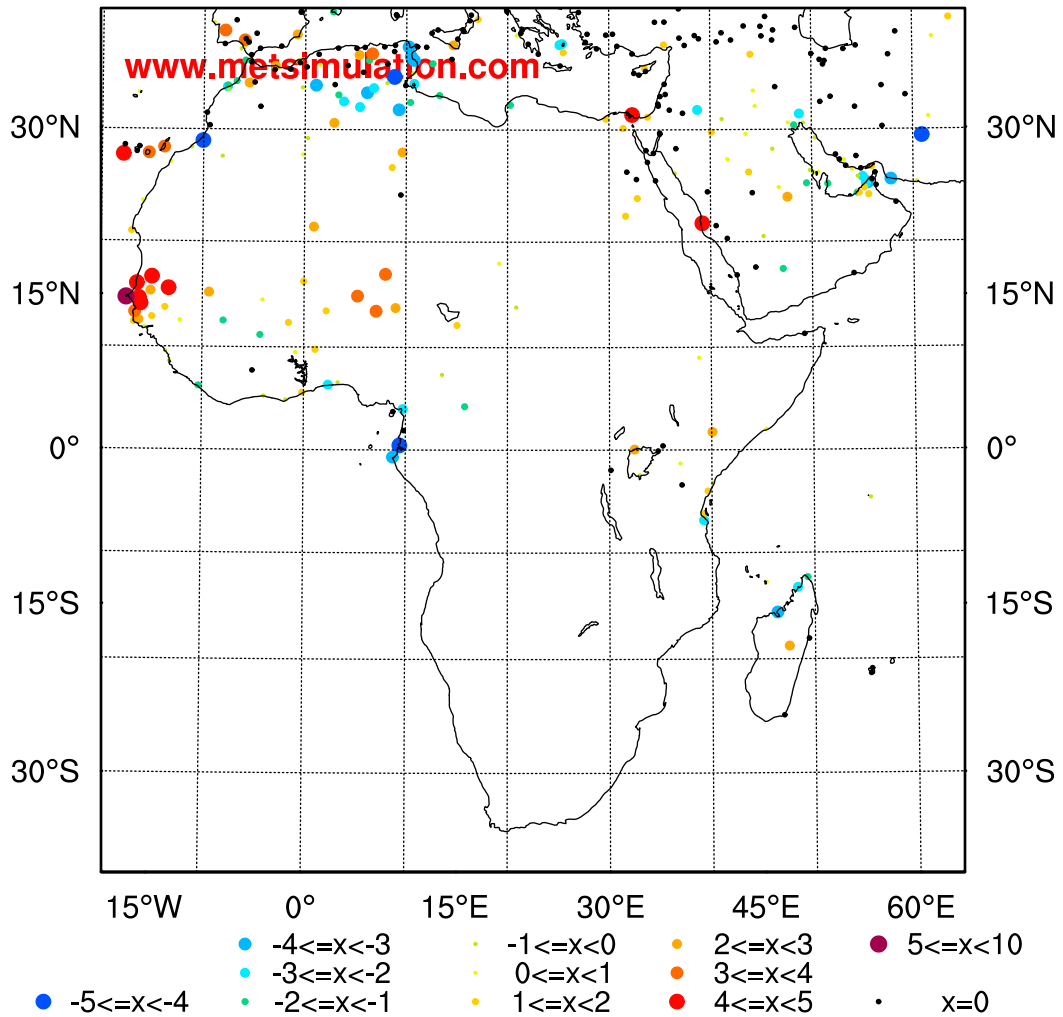 www.metsimulation.com
30°N 30°N
15°N 15°N
0° 0°
15°S 15°S
30°S 30°S
15°W 0° 15°E 30°E 45°E 60°E
-4<=x<-3 -1<=x<0 2<=x<3 5<=x<10
-3<=x<-2 0<=x<1 3<=x<4
-5<=x<-4 -2<=x<-1 1<=x<2 4<=x<5 x=0